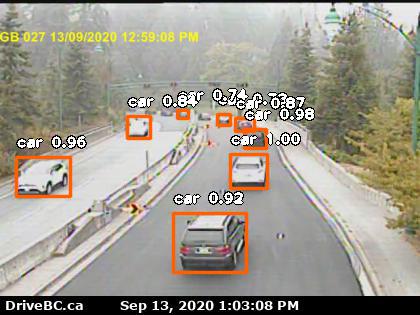 GB 027 13/09/2020 12:59:08 PM
car 0.84
car 0.74
0.87
car 0.98
car 0.96
car 1.00
car 0.92
DriveBC.ca Sep 13, 2020 1:03:08 PM